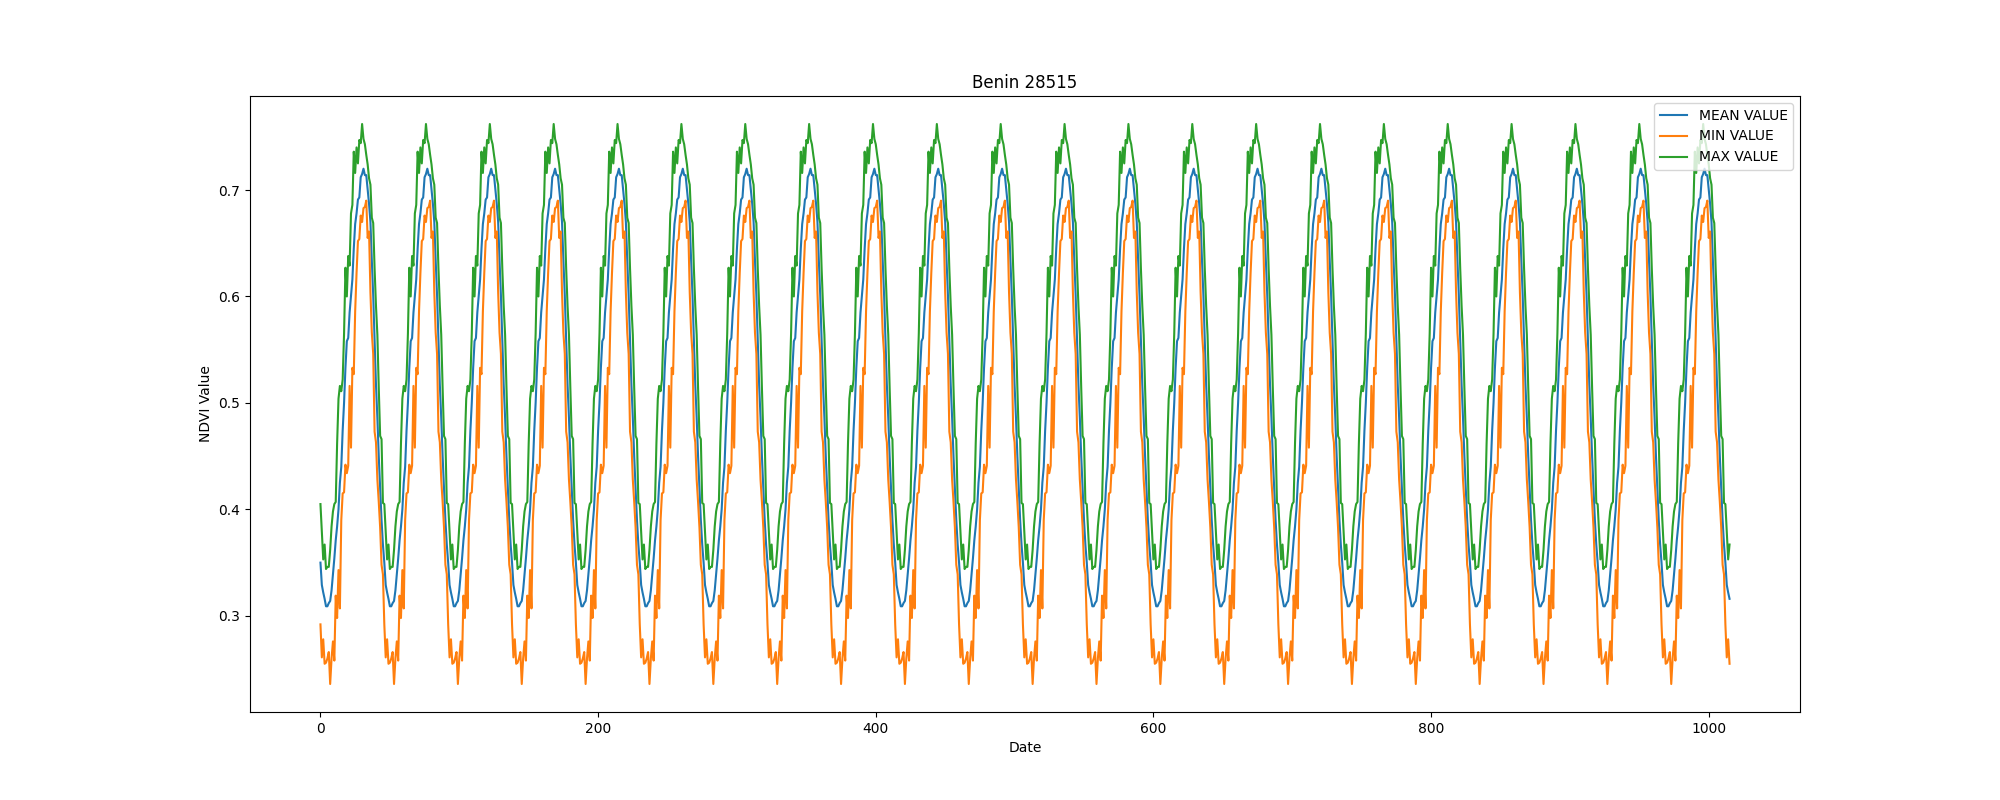 Benin 28515
MEAN VALUE
MIN VALUE
MAX VALUE
NDVI Value
0.7
0.6
0.5
0.4
0.3
0 200 400 600 800 1000
Date